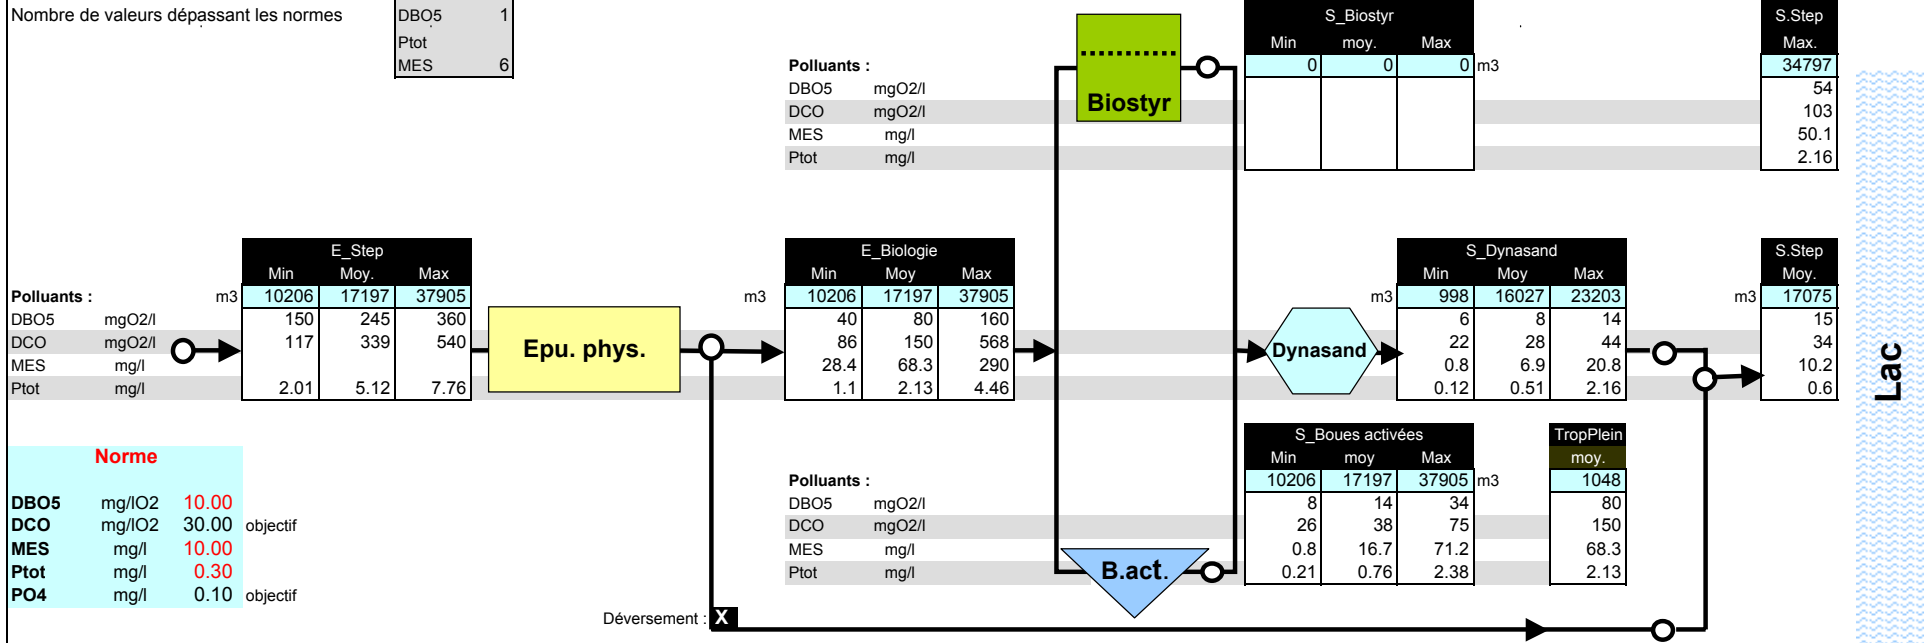 Nombre de valeurs dépassant les normes
DBO5 1
Ptot
MES 6
Biostyr
S_Biostyr
Min moy. Max
0 0 0 m3
S.Step
Max.
34797
54
103
50.1
2.16
Polluants :
DBO5 mgO2/l
DCO mgO2/l
MES mg/l
Ptot mg/l
E_Step
Min Moy. Max
m3 10206 17197 37905
150 245 360
117 339 540
2.01 5.12 7.76
Polluants :
DBO5 mgO2/l
DCO mgO2/l
MES mg/l
Ptot mg/l
Epu. phys.
E_Biologie
Min Moy Max
m3 10206 17197 37905
40 80 160
86 150 568
28.4 68.3 290
1.1 2.13 4.46
Dynasand
S_Dynasand
Min Moy Max
m3 998 16027 23203
6 8 14
22 28 44
0.8 6.9 20.8
0.12 0.51 2.16
S.Step
Moy.
m3 17075
15
34
10.2
0.6
Lac
Norme
DBO5 mg/lO2 10.00
DCO mg/lO2 30.00 objectif
MES mg/l 10.00
Ptot mg/l 0.30
PO4 mg/l 0.10 objectif
Polluants :
DBO5 mgO2/l
DCO mgO2/l
MES mg/l
Ptot mg/l
B.act.
S_Boues activées
Min moy Max
10206 17197 37905 m3
8 14 34
26 38 75
0.8 16.7 71.2
0.21 0.76 2.38
TropPlein
moy.
1048
80
150
68.3
2.13
Déversement : X